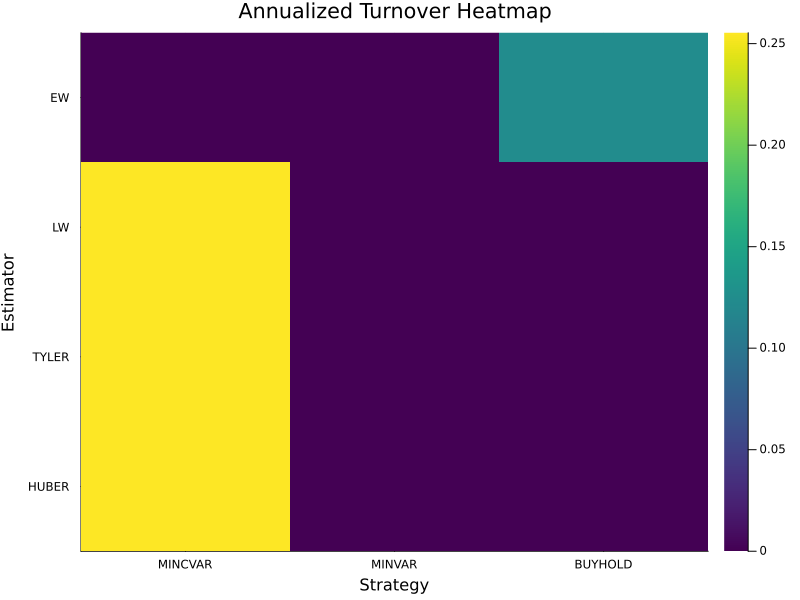 Annualized Turnover Heatmap
Estimator
EW
LW
TYLER
HUBER
MINCVAR
MINVAR
BUYHOLD
Strategy
0.25
0.20
0.15
0.10
0.05
0